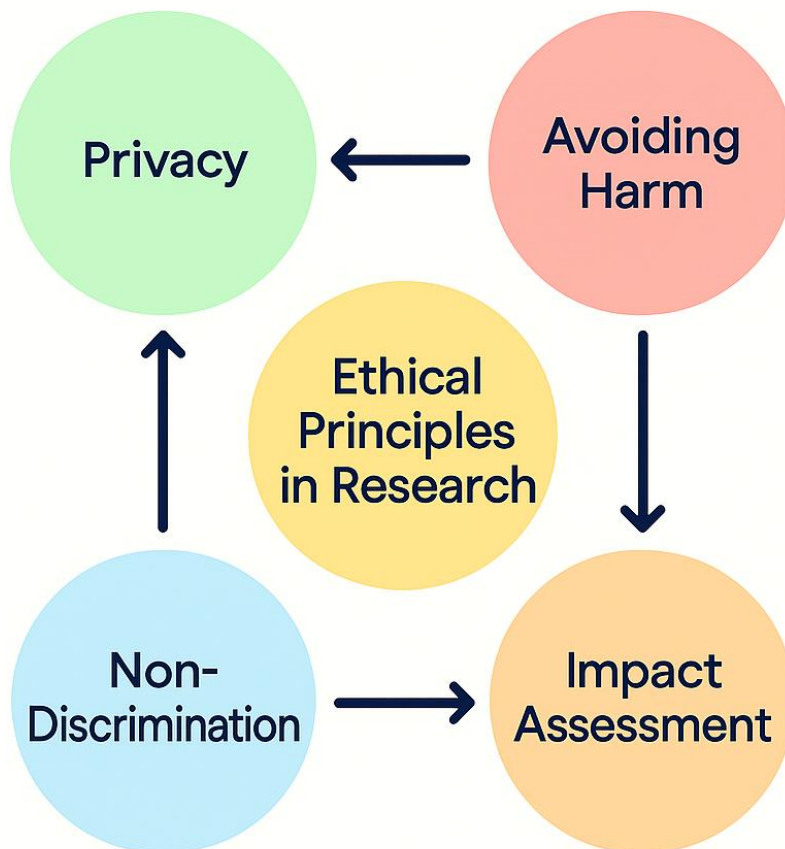 Privacy
Avoiding
Harm
Ethical
Principles
in Research
Non-
Discrimination
Impact
Assessment